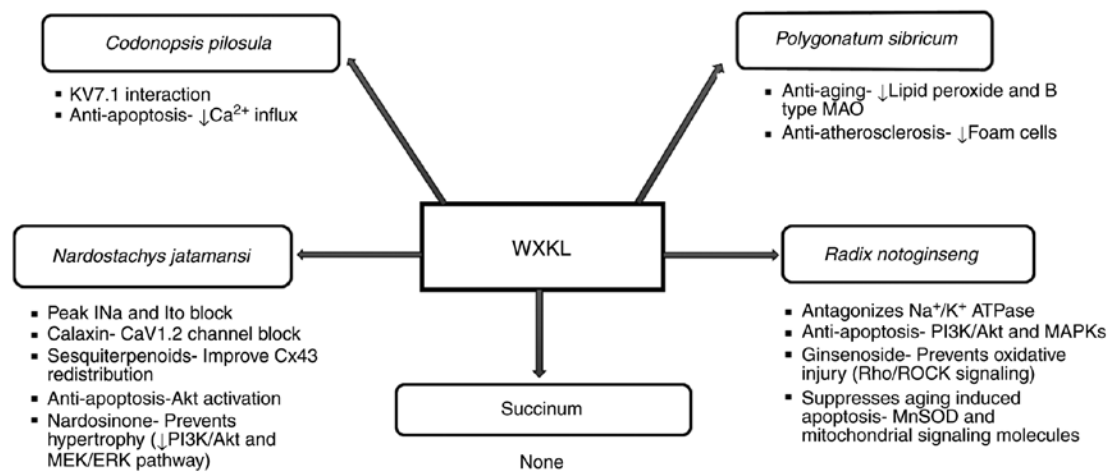 Codonopsis pilosula
▪ KV7.1 interaction
▪ Anti-apoptosis- ↓Ca²⁺ influx
Polygonatum sibricum
▪ Anti-aging- ↓Lipid peroxide and B
type MAO
▪ Anti-atherosclerosis- ↓Foam cells
WXKL
Nardostachys jatamansi
▪ Peak INa and Ito block
▪ Calaxin- CaV1.2 channel block
▪ Sesquiterpenoids- Improve Cx43
redistribution
▪ Anti-apoptosis-Akt activation
▪ Nardosinone- Prevents
hypertrophy (↓PI3K/Akt and
MEK/ERK pathway)
Radix notoginseng
▪ Antagonizes Na⁺/K⁺ ATPase
▪ Anti-apoptosis- PI3K/Akt and MAPKs
▪ Ginsenoside- Prevents oxidative
injury (Rho/ROCK signaling)
▪ Suppresses aging induced
apoptosis- MnSOD and
mitochondrial signaling molecules
Succinum
None